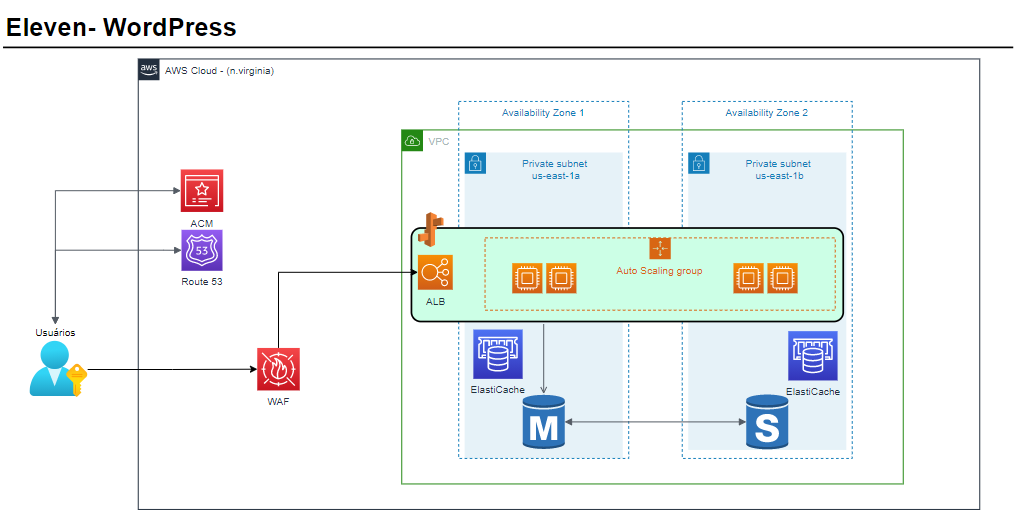 Eleven- WordPress
aws
AWS Cloud - (n.virginia)
Availability Zone 1
Availability Zone 2
VPC
Private subnet
us-east-1a
Private subnet
us-east-1b
ACM
53
Route 53
Auto Scaling group
ALB
Usuários
WAF
ElastiCache
ElastiCache
M
S